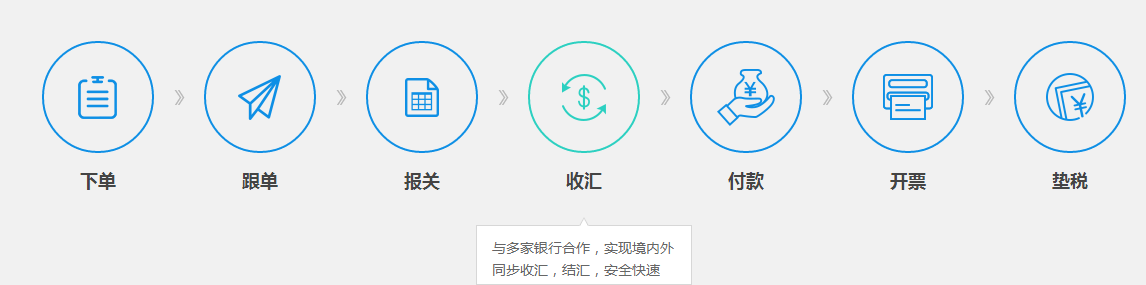 下单
跟单
报关
收汇
付款
开票
垫税
与多家银行合作，实现境内外
同步收汇，结汇，安全快速